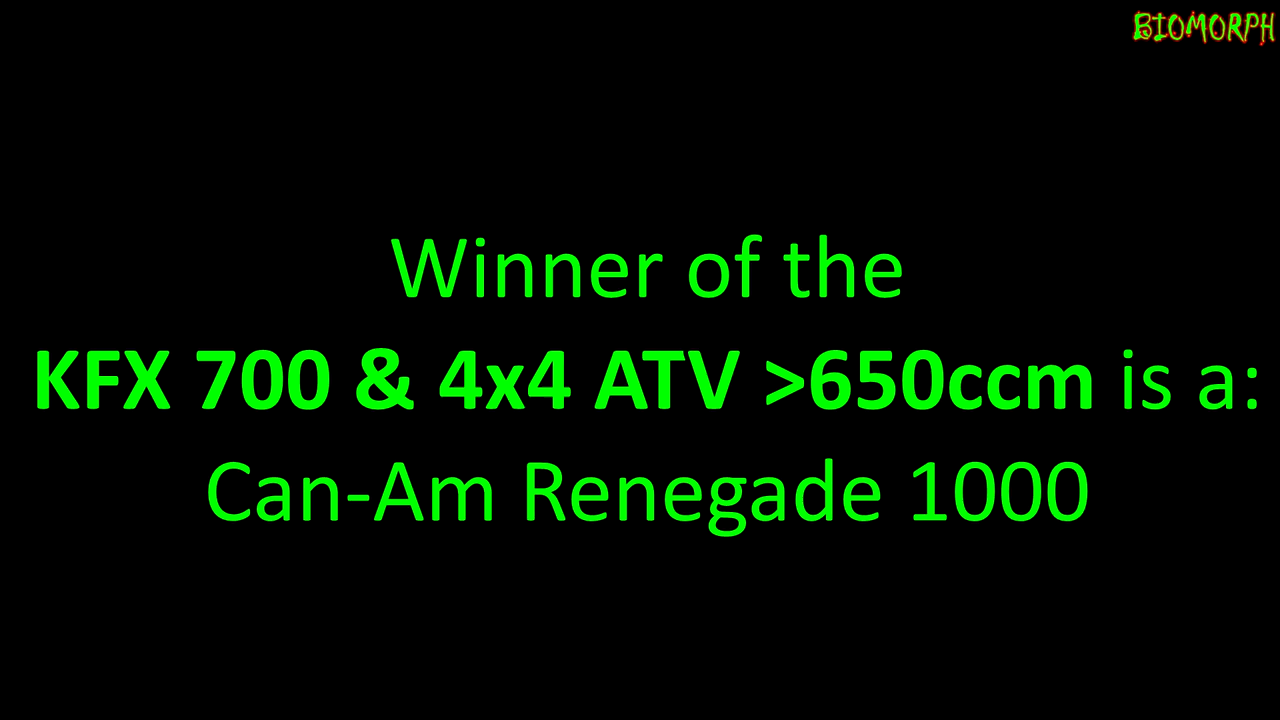 BIOMORPH
Winner of the
KFX 700 & 4x4 ATV >650ccm is a:
Can-Am Renegade 1000